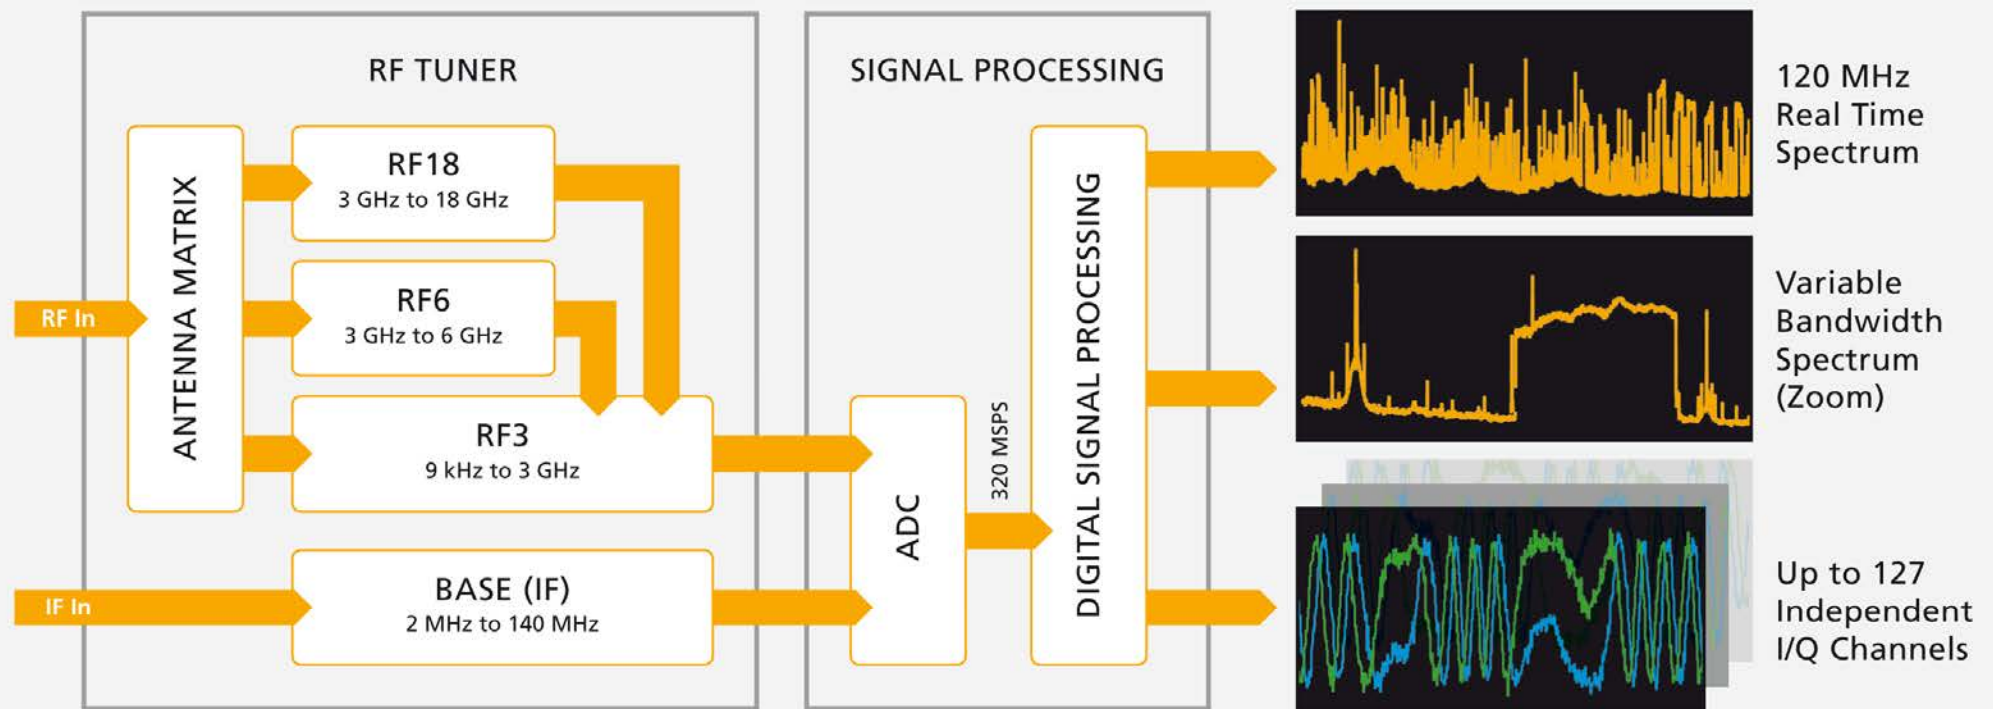 RF TUNER
SIGNAL PROCESSING
RF In
ANTENNA MATRIX
RF18
3 GHz to 18 GHz
RF6
3 GHz to 6 GHz
RF3
9 kHz to 3 GHz
IF In
BASE (IF)
2 MHz to 140 MHz
ADC
320 MSPS
DIGITAL SIGNAL PROCESSING
120 MHz
Real Time
Spectrum
Variable
Bandwidth
Spectrum
(Zoom)
Up to 127
Independent
I/Q Channels